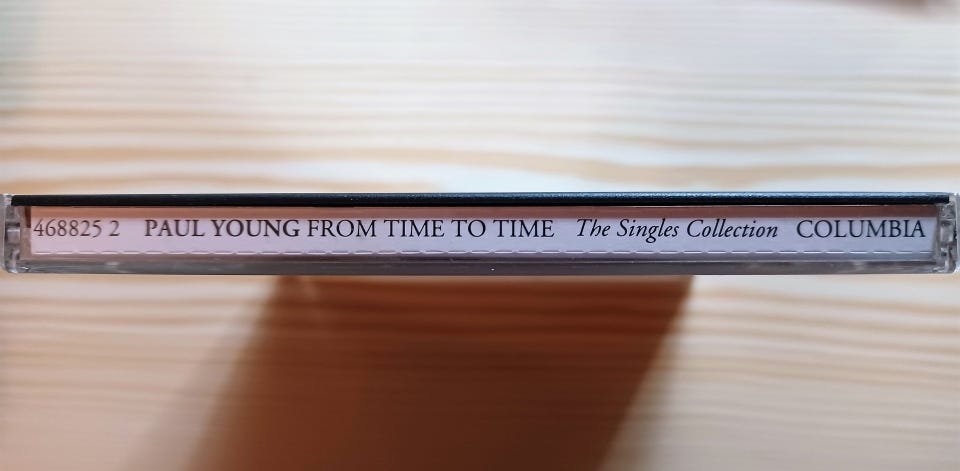 468825 2 PAUL YOUNG FROM TIME TO TIME The Singles Collection COLUMBIA